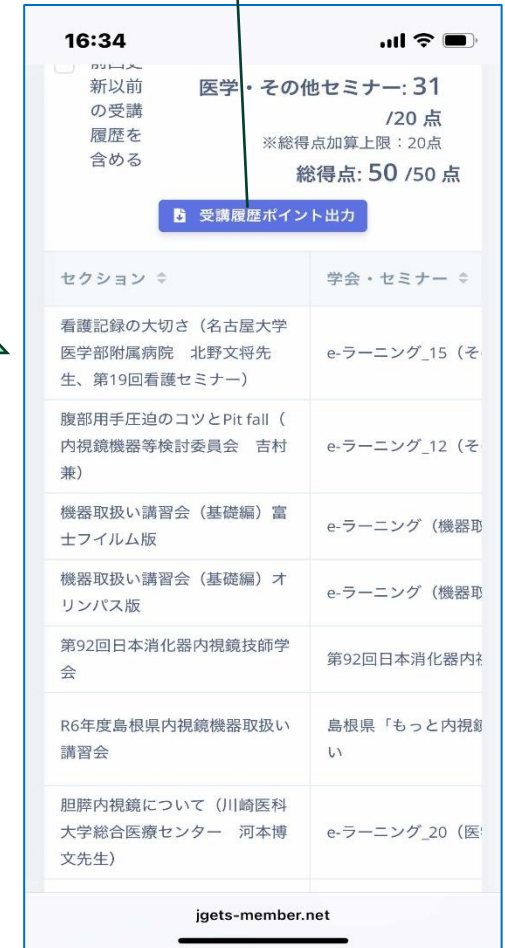 16:34
新以前
の受講
履歴を
含める
医学・その他セミナー: 31
/20 点
※総得点加算上限：20点
総得点: 50 /50 点
受講履歴ポイント出力
セクション
学会・セミナー
看護記録の大切さ（名古屋大学
医学部附属病院　北野文将先
生、第19回看護セミナー）
e-ラーニング_15（そ
腹部用手圧迫のコツとPit fall（
内視鏡機器等検討委員会　吉村
兼）
e-ラーニング_12（そ
機器取扱い講習会（基礎編）富
士フイルム版
e-ラーニング（機器取
機器取扱い講習会（基礎編）オ
リンパス版
e-ラーニング（機器取
第92回日本消化器内視鏡技師学
会
第92回日本消化器内視
R6年度島根県内視鏡機器取扱い
講習会
島根県「もっと内視鏡
い
胆膵内視鏡について（川崎医科
大学総合医療センター　河本博
文先生）
e-ラーニング_20（医
jgets-member.net